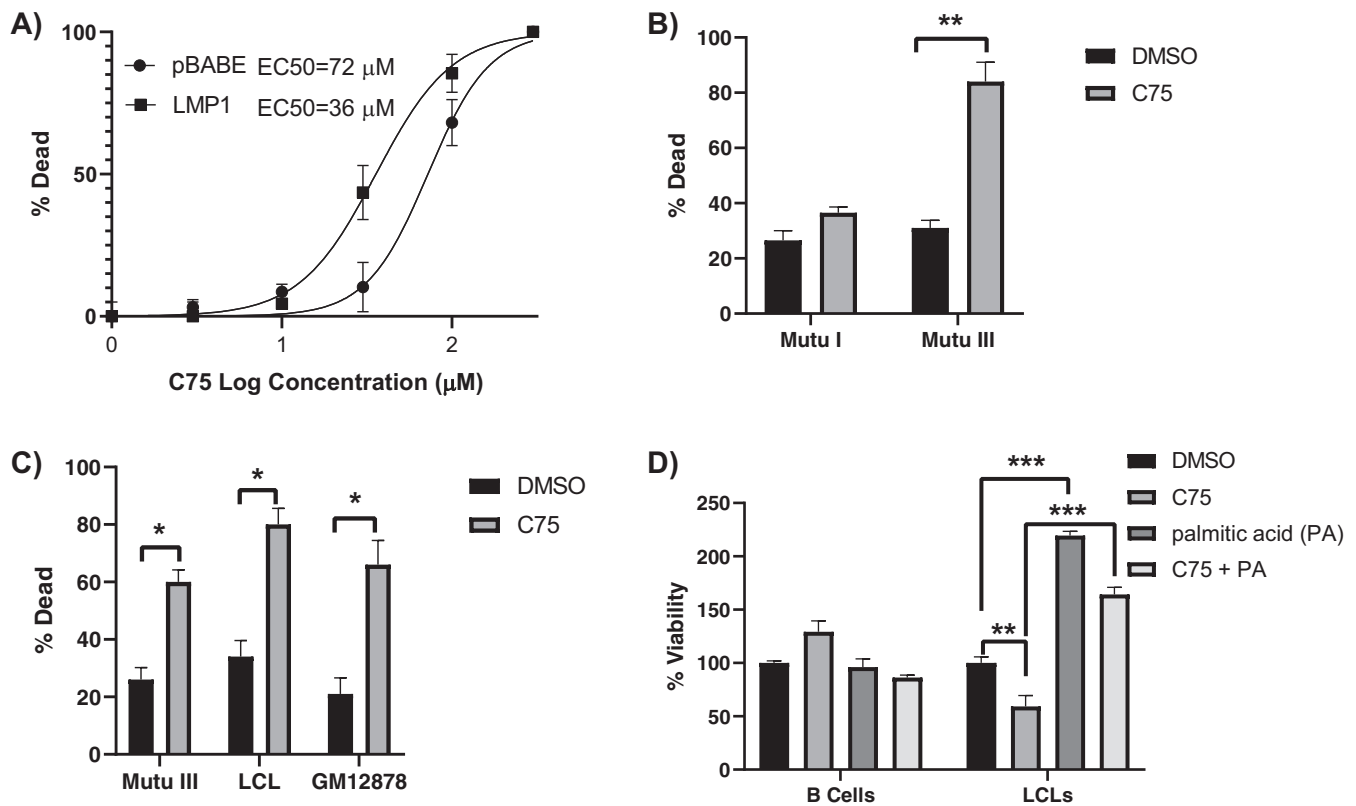 A)
100
50
0
% Dead
pBABE EC50=72 μM
LMP1 EC50=36 μM
0 1 2
C75 Log Concentration (μM)
B)
100
80
60
40
20
0
% Dead
**
DMSO
C75
Mutu I Mutu III
C)
100
80
60
40
20
0
% Dead
* * *
DMSO
C75
Mutu III LCL GM12878
D)
250
200
150
100
50
0
% Viability
***
***
**
DMSO
C75
palmitic acid (PA)
C75 + PA
B Cells LCLs